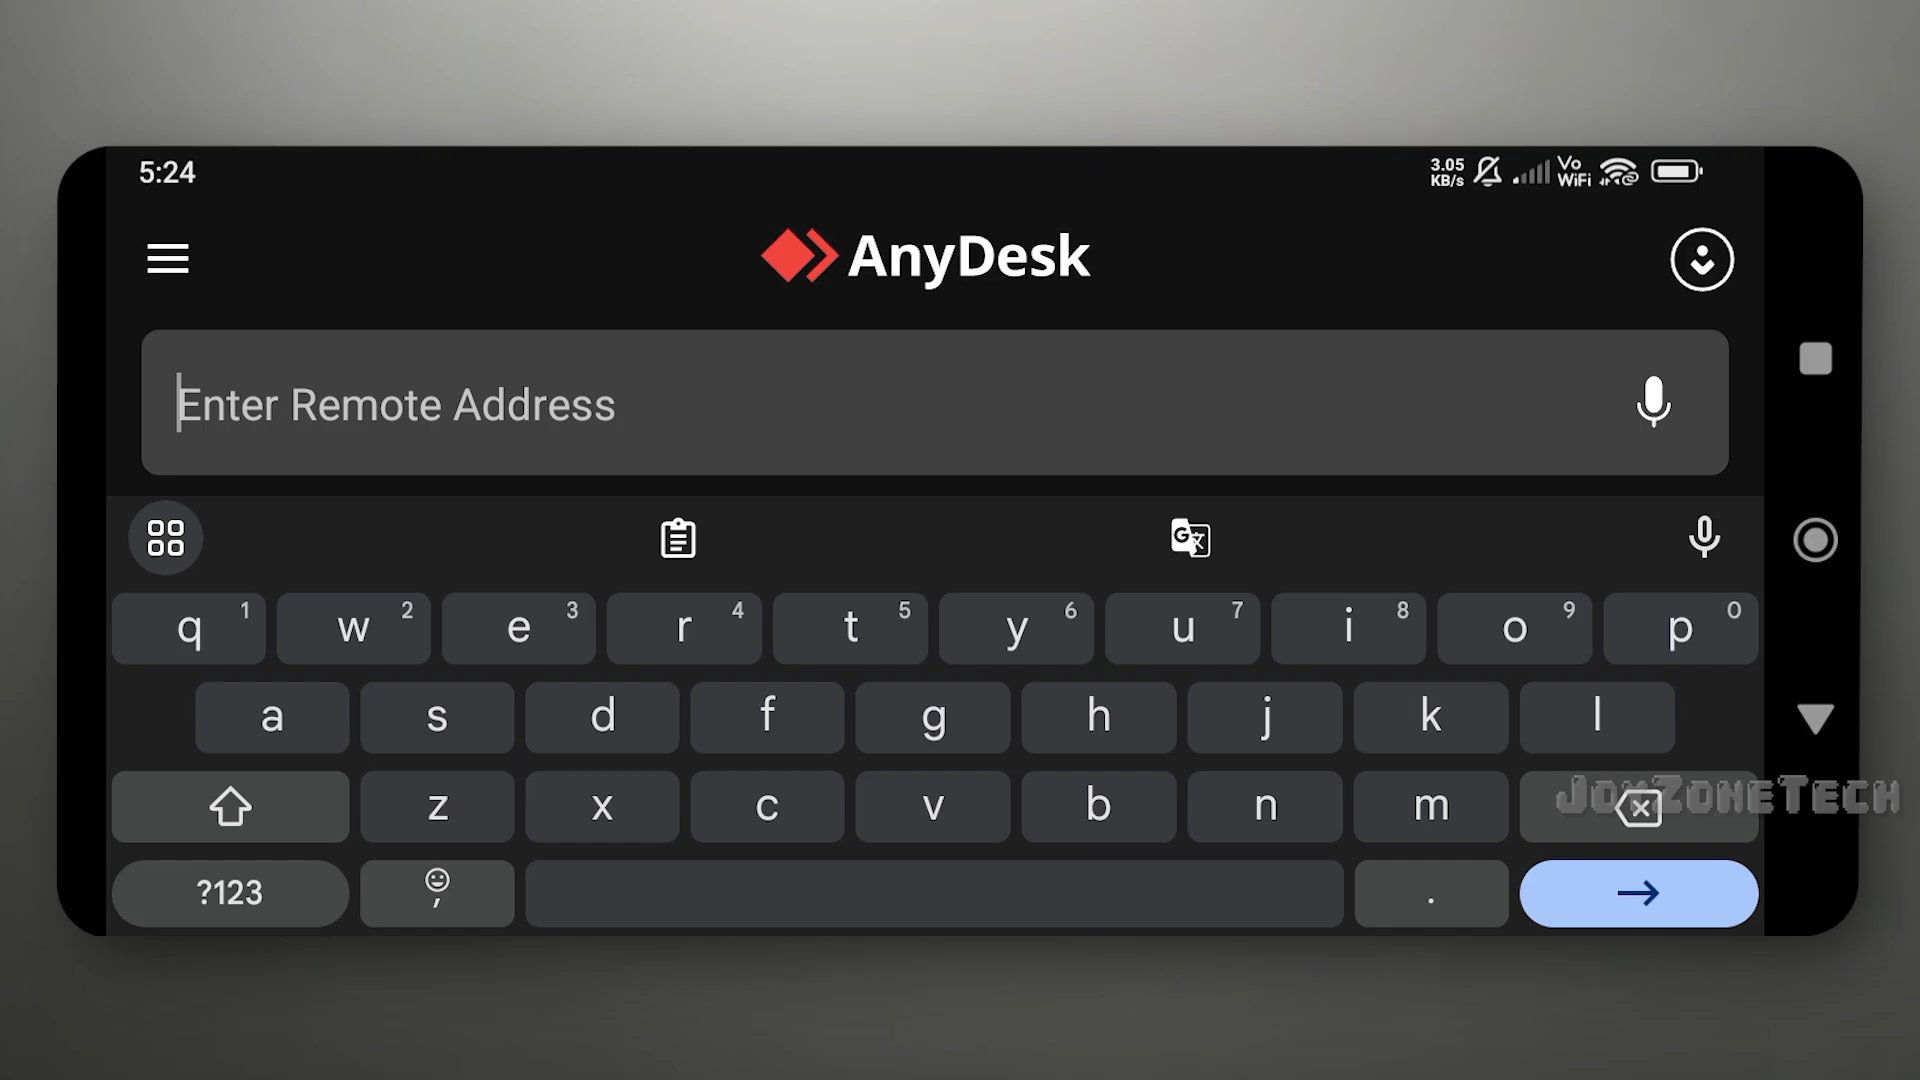 5:24
3.05
KB/s
Vo
WiFi
AnyDesk
Enter Remote Address
q 1 w 2 e 3 r 4 t 5 y 6 u 7 i 8 o 9 p 0
a s d f g h j k l
z x c v b n m
JoyZoneTech
?123 , .